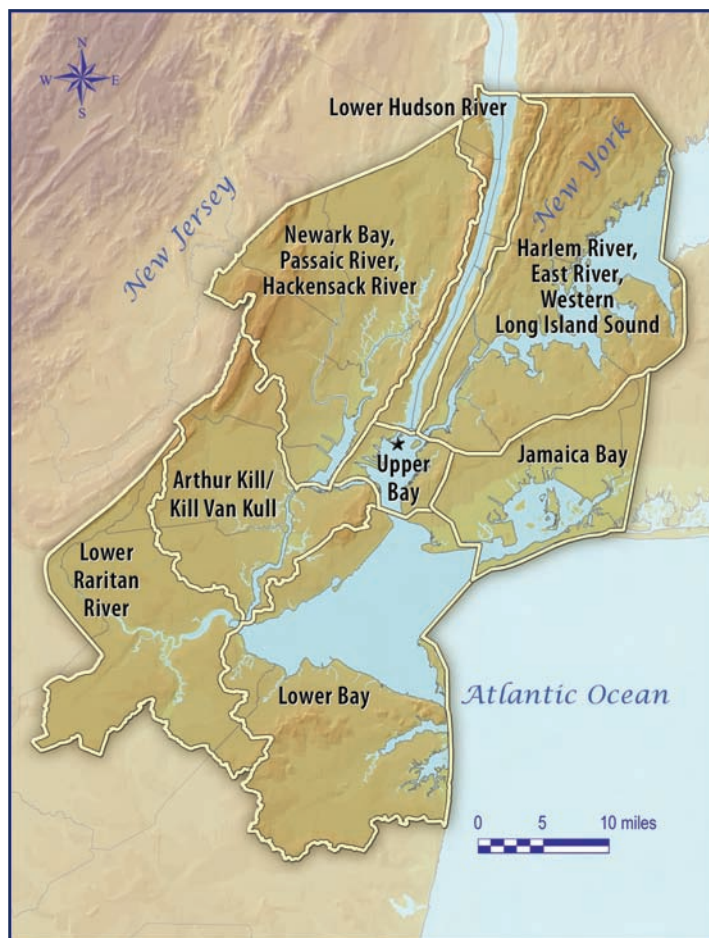 N
W E
S
Lower Hudson River
New Jersey
New York
Newark Bay,
Passaic River,
Hackensack River
Harlem River,
East River,
Western
Long Island Sound
Upper
Bay
Jamaica Bay
Arthur Kill/
Kill Van Kull
Lower
Raritan
River
Lower Bay
Atlantic Ocean
0 5 10 miles